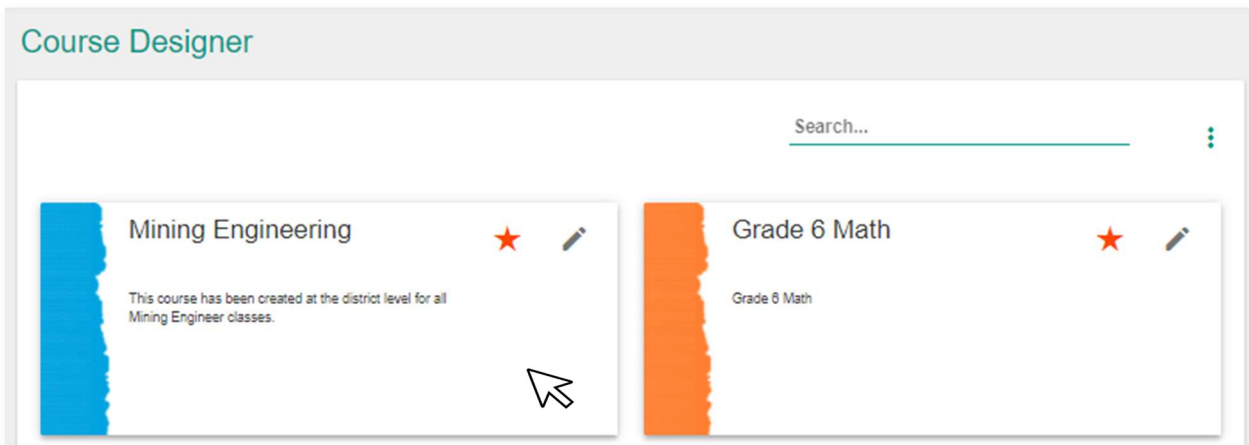 Course Designer
Search...
Mining Engineering
This course has been created at the district level for all
Mining Engineer classes.
Grade 6 Math
Grade 6 Math